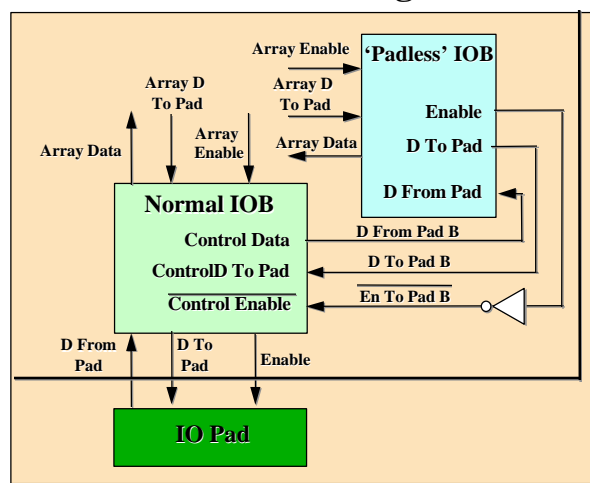 Array Enable
Array D
To Pad
Array Data
'Padless' IOB
Enable
D To Pad
D From Pad
Array D
To Pad
Array
Enable
Array Data
Normal IOB
Control Data
ControlD To Pad
Control Enable
D From Pad B
D To Pad B
En To Pad B
D From
Pad
D To
Pad
Enable
IO Pad